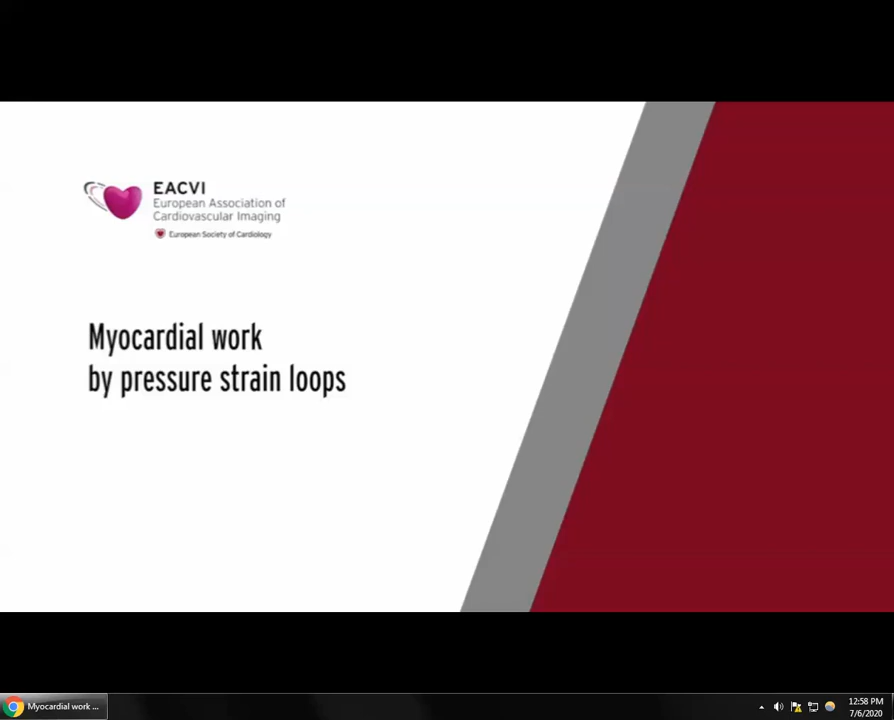 EACVI
European Association of
Cardiovascular Imaging
European Society of Cardiology
Myocardial work
by pressure strain loops
Myocardial work ...
12:58 PM
7/6/2020